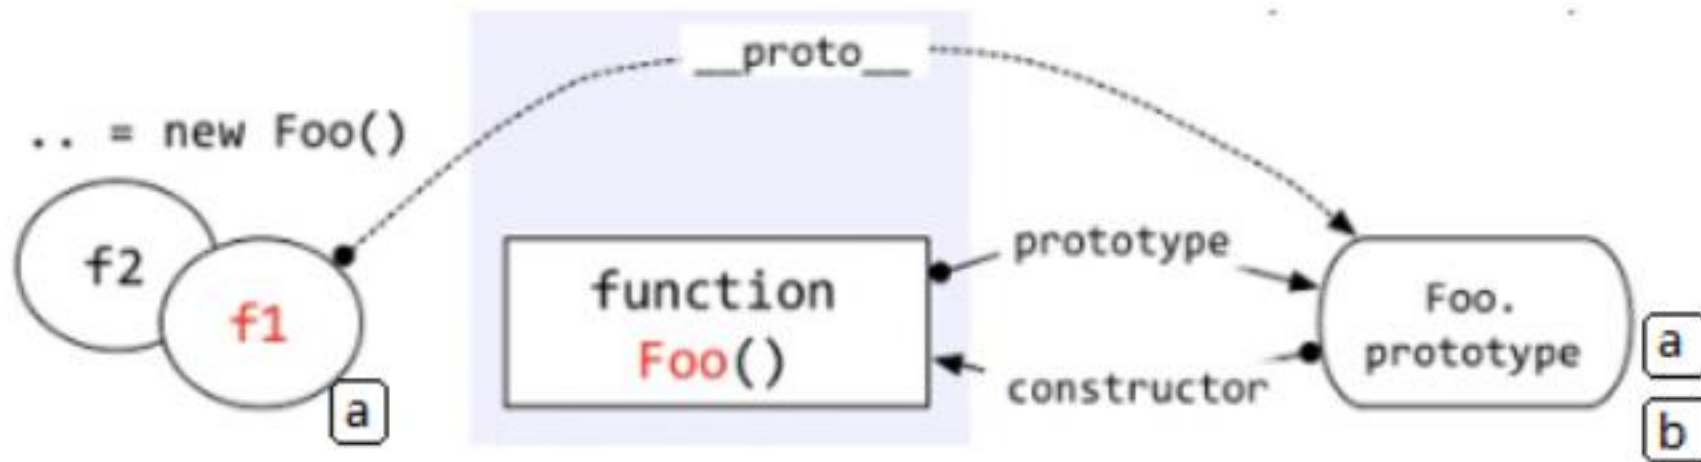 __proto__
.. = new Foo()
f2
f1
a
function
Foo()
prototype
constructor
Foo.
prototype
a
b